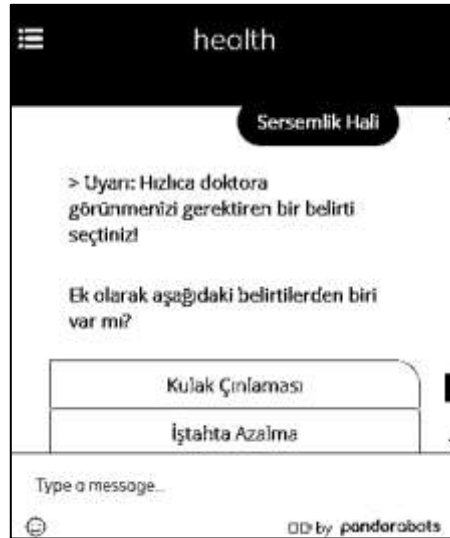 health
Sersemlik Hali
> Uyarı: Hızlıca doktora
görünmenizi gerektiren bir belirti
seçtiniz!
Ek olarak aşağıdaki belirtilerden biri
var mı?
Kulak Çınlaması
İştahta Azalma
Type a message...
by pandorabots